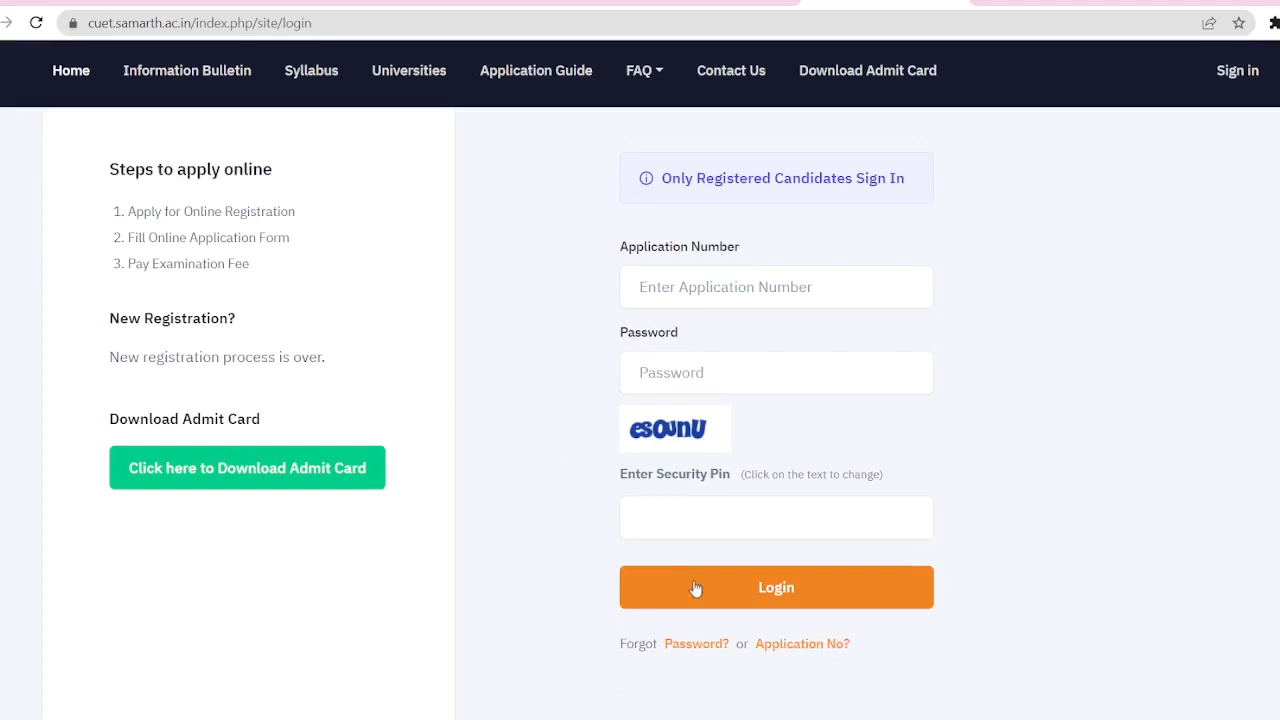 cuet.samarth.ac.in/index.php/site/login
Home Information Bulletin Syllabus Universities Application Guide FAQ Contact Us Download Admit Card Sign in
Steps to apply online
1. Apply for Online Registration
2. Fill Online Application Form
3. Pay Examination Fee
New Registration?
New registration process is over.
Download Admit Card
Click here to Download Admit Card
Only Registered Candidates Sign In
Application Number
Enter Application Number
Password
Password
esOunU
Enter Security Pin (Click on the text to change)
Login
Forgot Password? or Application No?